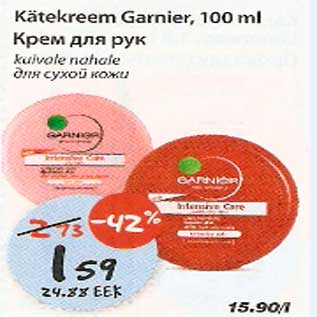 Kätekreem Garnier, 100 ml
Крем для рук
kuivale nahale
для сухой кожи
GARNIER
Intensive Care
GARNIER
Intensive Care
2.73
-42%
1 59
24.88 EEK
15.90/l